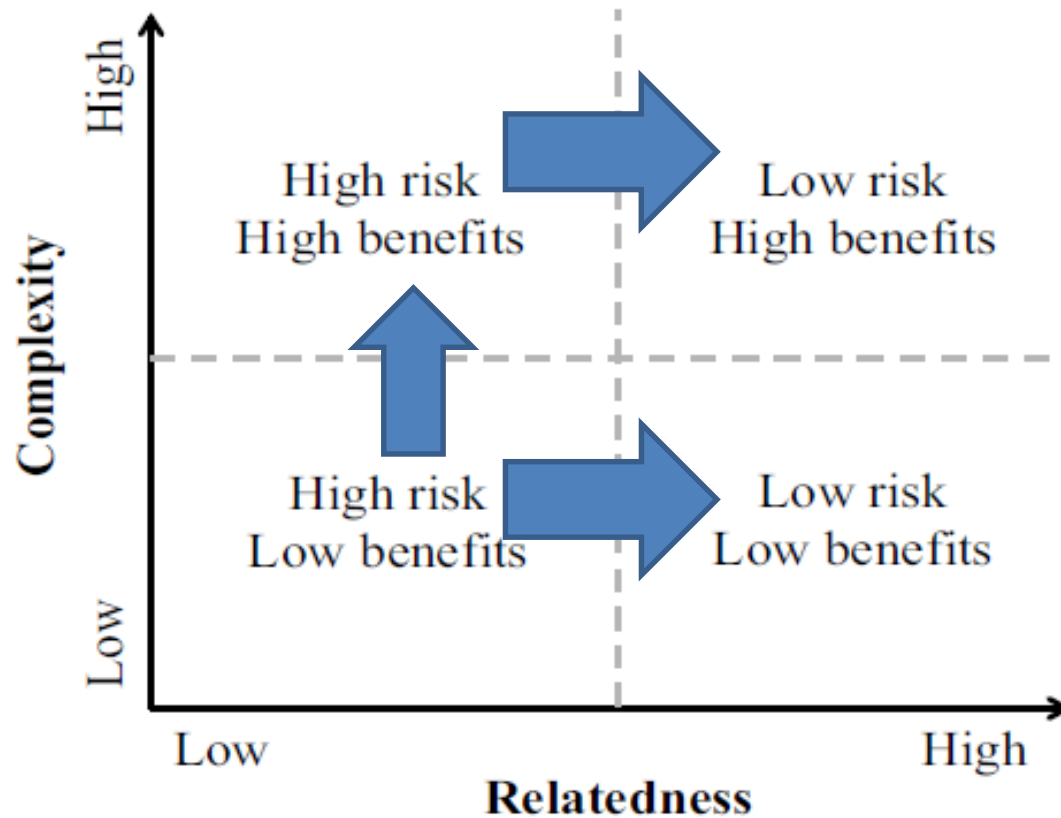 High
High risk
High benefits
Low risk
High benefits
Complexity
High risk
Low benefits
Low risk
Low benefits
Low
Low
High
Relatedness